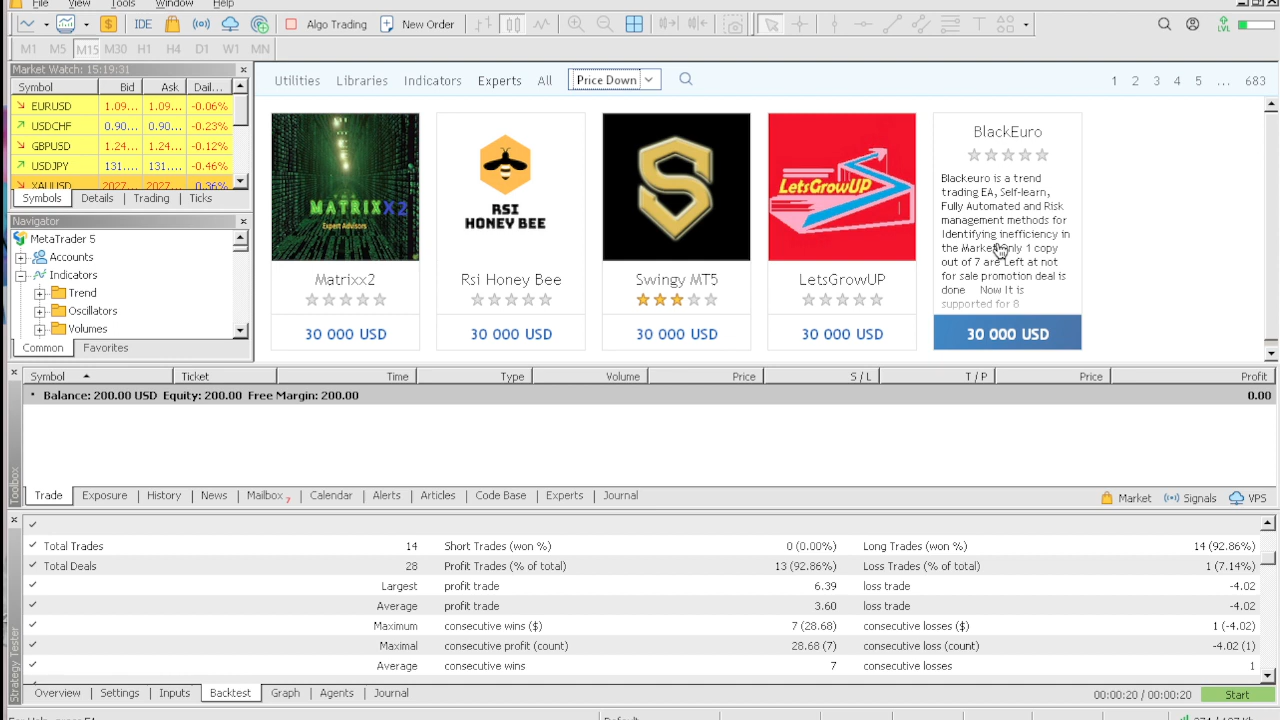 File View Tools Window Help
IDE Algo Trading New Order LVL
M1 M5 M15 M30 H1 H4 D1 W1 MN
Market Watch: 15:19:31
Symbol Bid Ask Dail...
EURUSD 1.09... 1.09... -0.06%
USDCHF 0.90... 0.90... -0.23%
GBPUSD 1.24... 1.24... -0.12%
USDJPY 131.... 131.... -0.46%
XAUUSD 2027... 2027... 0.36%
Symbols Details Trading Ticks
Navigator
MetaTrader 5
Accounts
Indicators
Trend
Oscillators
Volumes
Common Favorites
Utilities Libraries Indicators Experts All Price Down 1 2 3 4 5 ... 683
MATRIXX2
Expert Advisors
Matrixx2
30 000 USD
RSI
HONEY BEE
Rsi Honey Bee
30 000 USD
S
Swingy MT5
30 000 USD
LetsGrowUP
LetsGrowUP
30 000 USD
BlackEuro
Blackeuro is a trend
trading EA, Self-learn,
Fully Automated and Risk
management methods for
Identifying inefficiency in
the Market Only 1 copy
out of 7 are Left at not
for sale promotion deal is
done Now It is
supported for 8
30 000 USD
Symbol Ticket Time Type Volume Price S / L T / P Price Profit
• Balance: 200.00 USD Equity: 200.00 Free Margin: 200.00 0.00
Toolbox
Trade Exposure History News Mailbox 7 Calendar Alerts Articles Code Base Experts Journal Market Signals VPS
Total Trades 14 Short Trades (won %) 0 (0.00%) Long Trades (won %) 14 (92.86%)
Total Deals 28 Profit Trades (% of total) 13 (92.86%) Loss Trades (% of total) 1 (7.14%)
Largest profit trade 6.39 loss trade -4.02
Average profit trade 3.60 loss trade -4.02
Maximum consecutive wins ($) 7 (28.68) consecutive losses ($) 1 (-4.02)
Maximal consecutive profit (count) 28.68 (7) consecutive loss (count) -4.02 (1)
Average consecutive wins 7 consecutive losses 1
Strategy Tester
Overview Settings Inputs Backtest Graph Agents Journal 00:00:20 / 00:00:20 Start